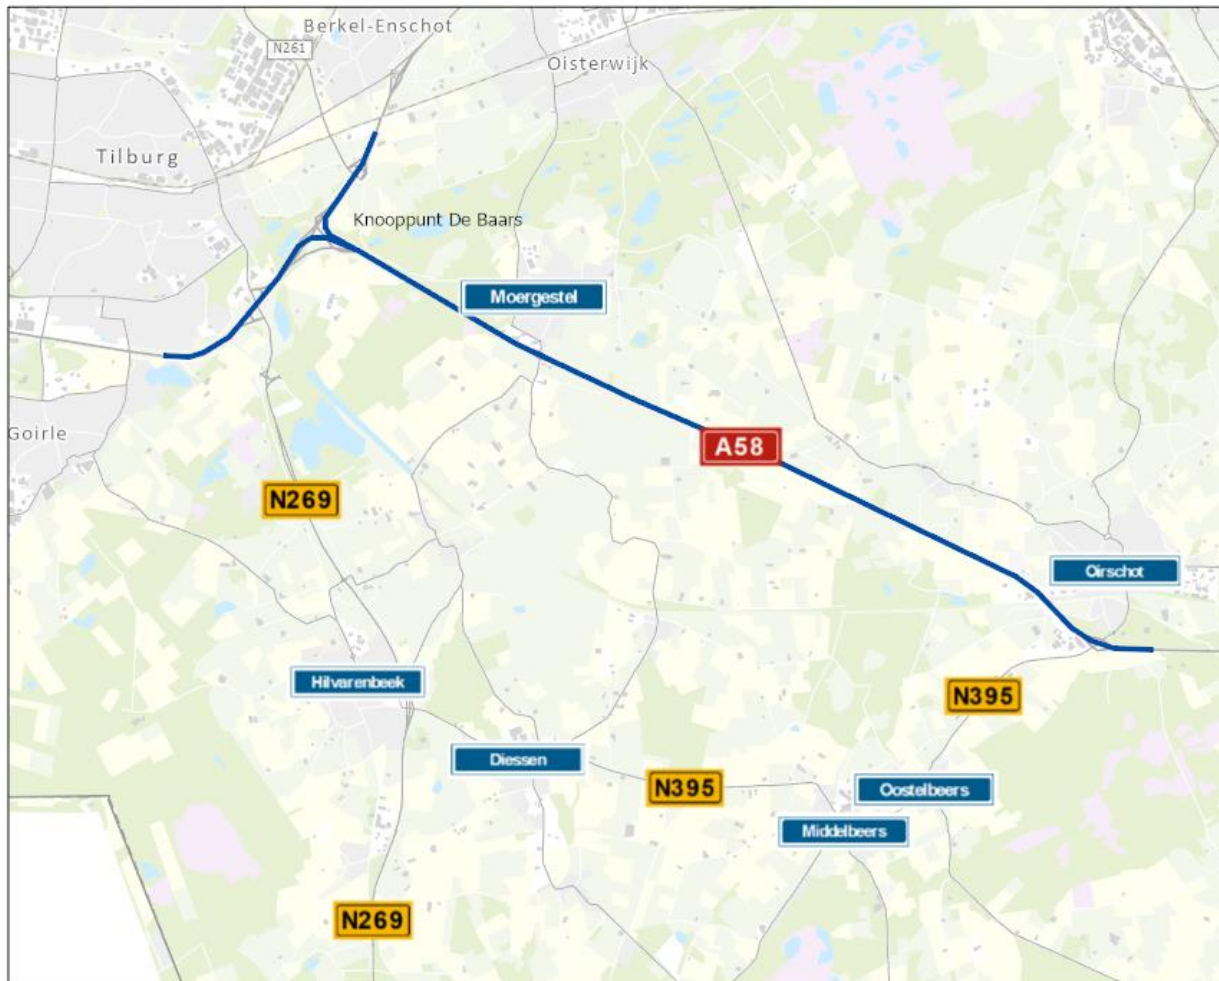 Berkel-Enschot
N261
Oisterwijk
Tilburg
Knooppunt De Baars
Moergestel
Goirle
A58
N269
Oirschot
Hilvarenbeek
N395
Diessen
N395
Oostelbeers
Middelbeers
N269